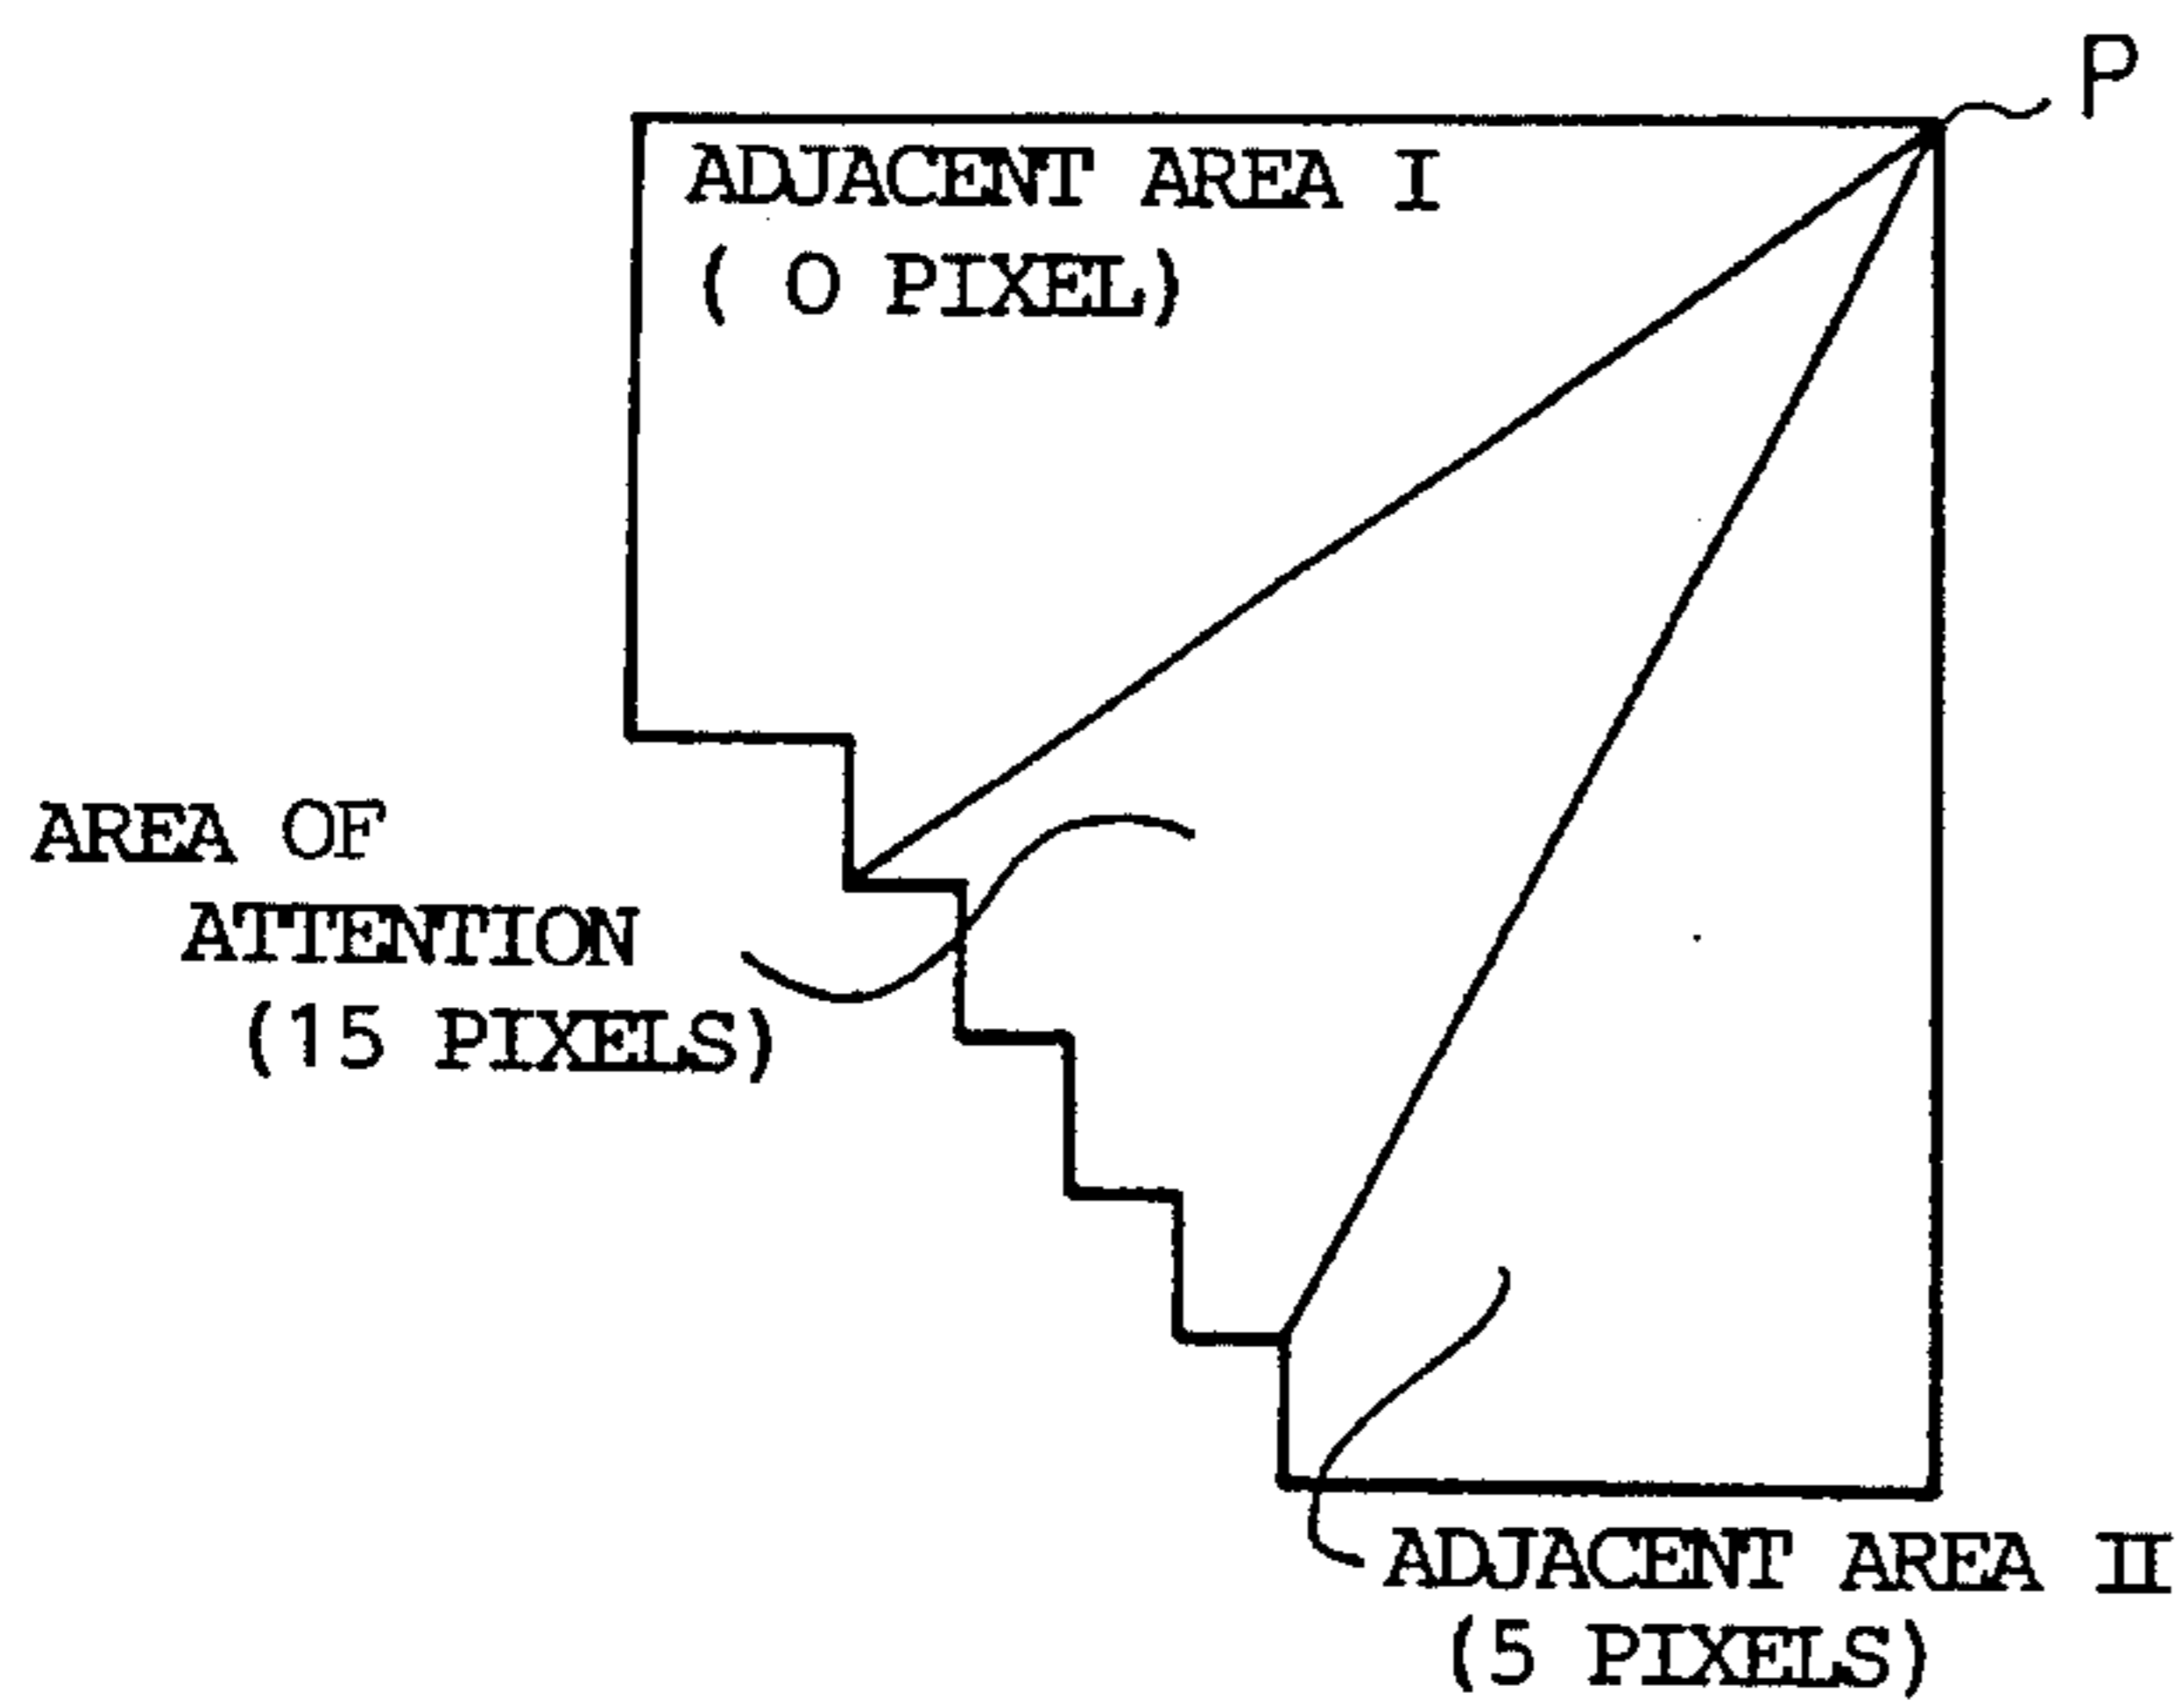 P
ADJACENT AREA I
( 0 PIXEL)
AREA OF
ATTENTION
(15 PIXELS)
ADJACENT AREA II
(5 PIXELS)